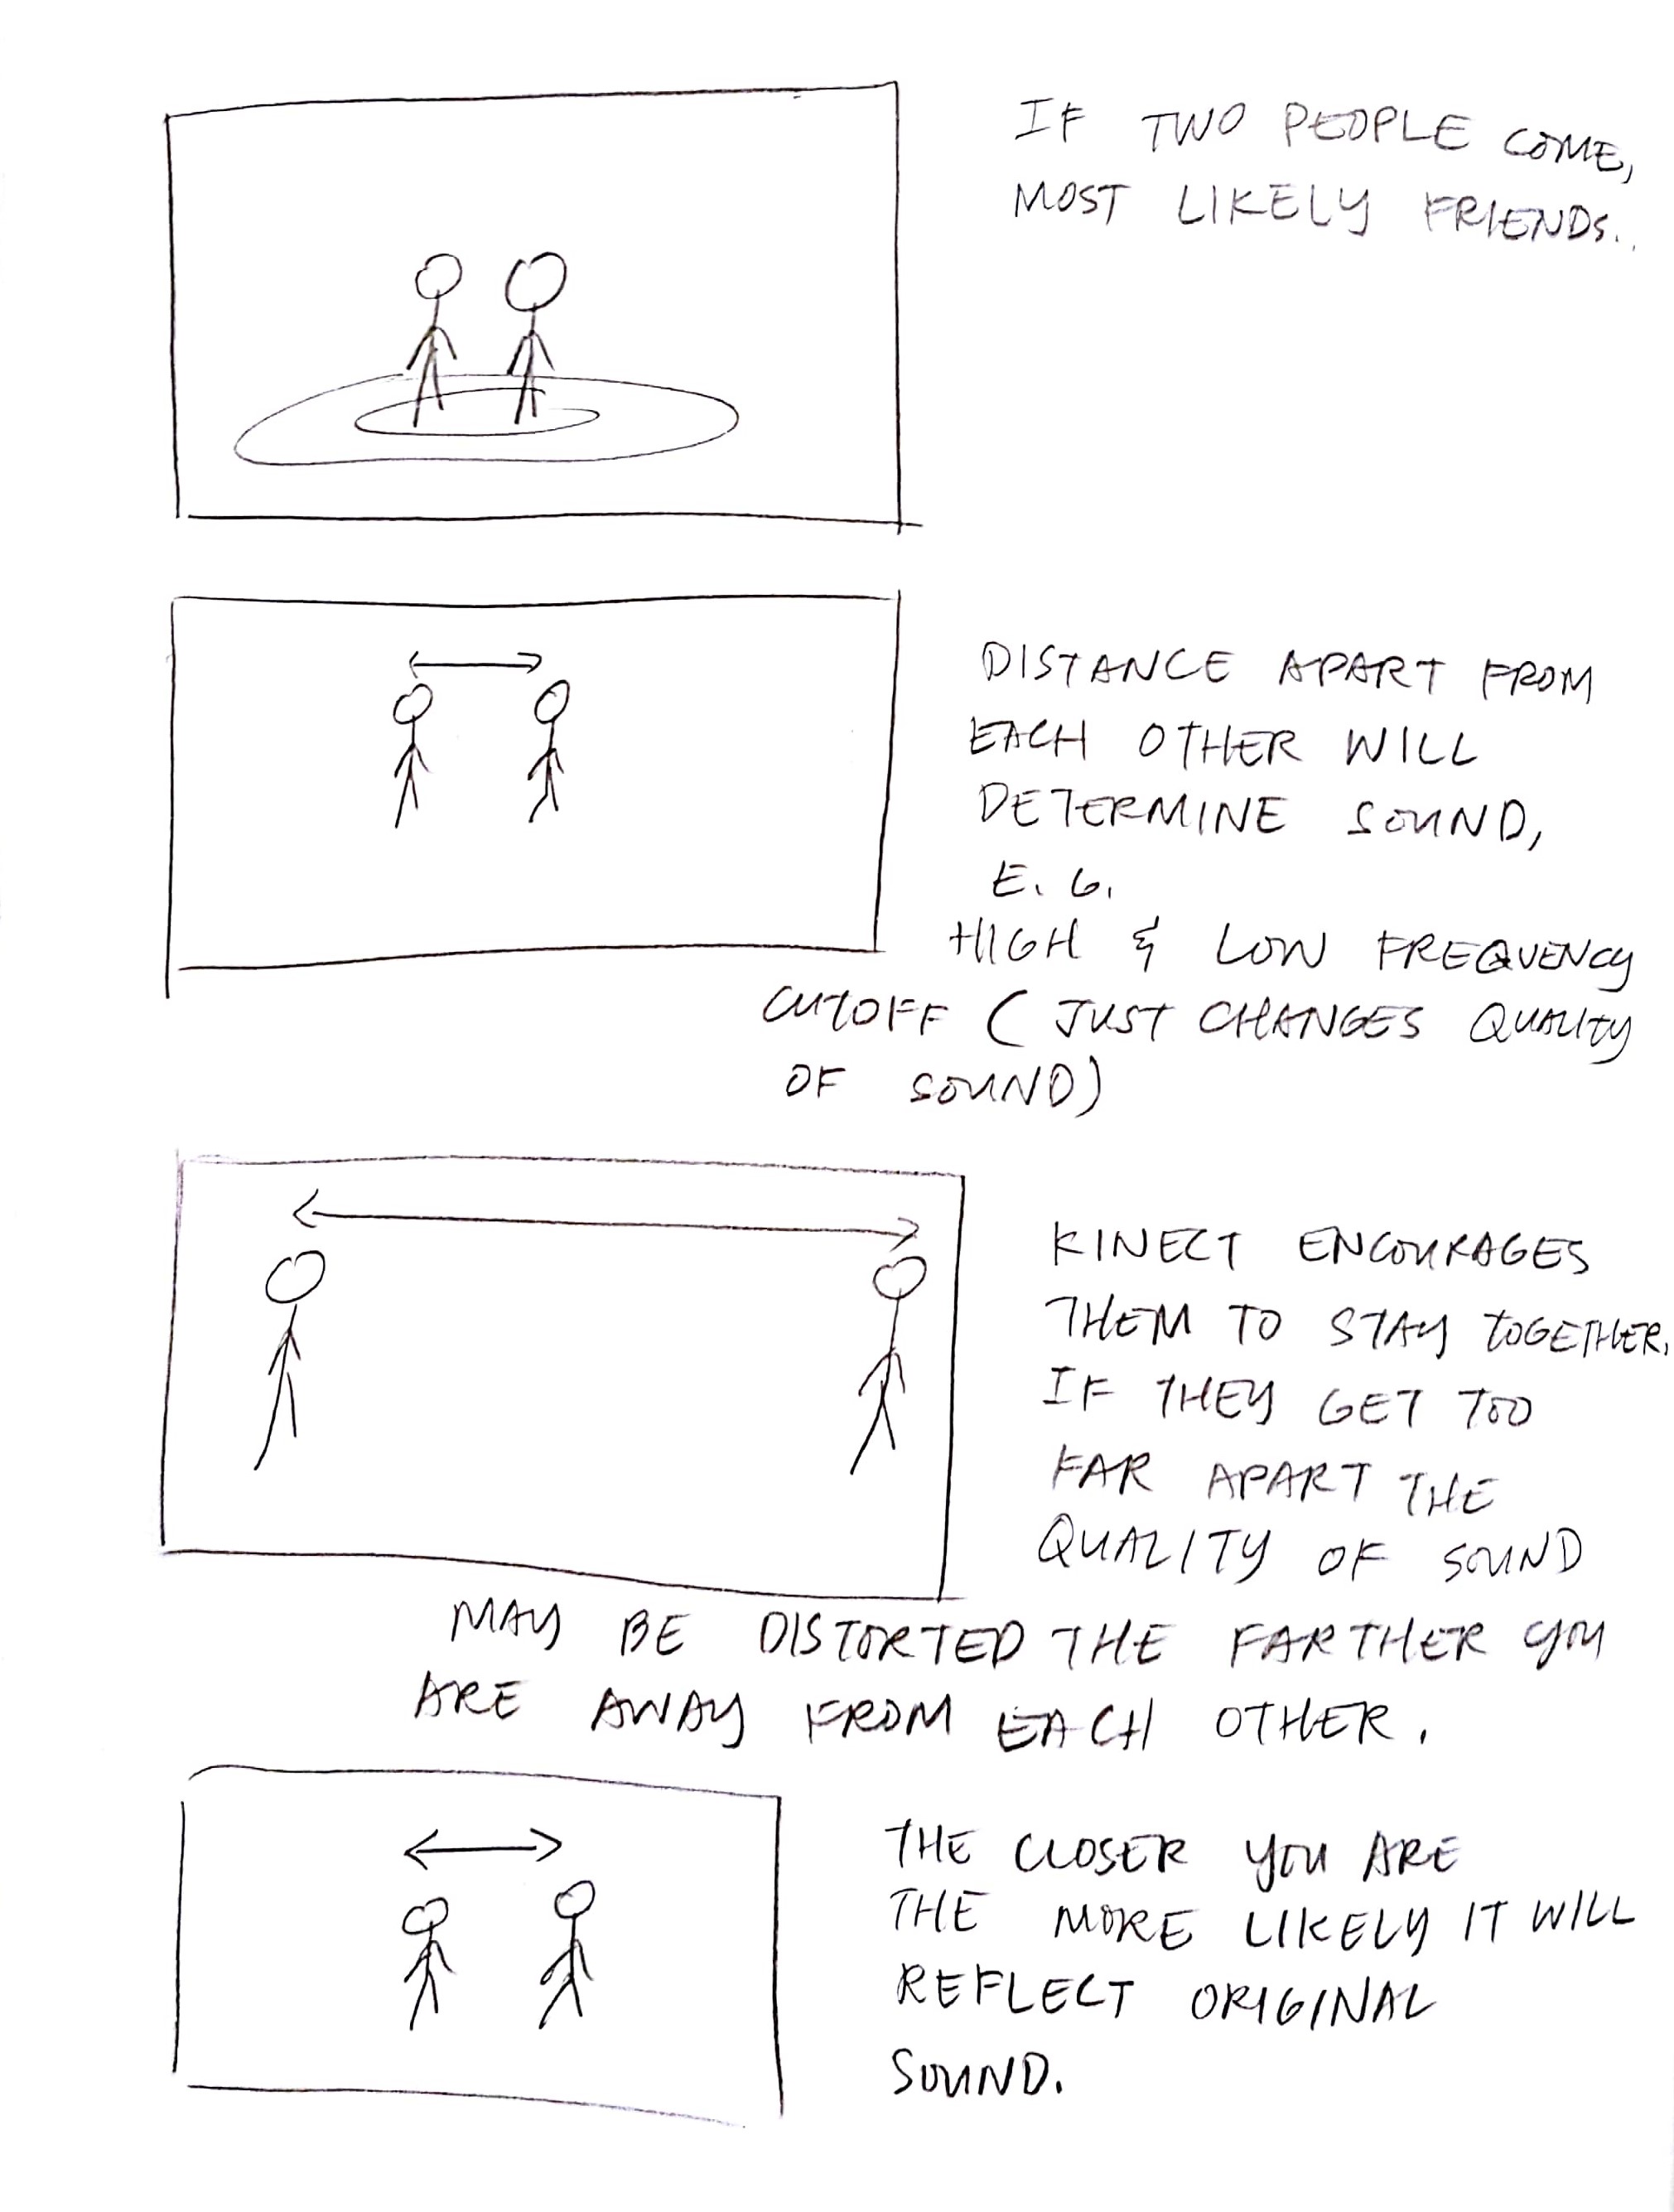 IF TWO PEOPLE COME,
MOST LIKELY FRIENDS..
DISTANCE APART FROM
EACH OTHER WILL
DETERMINE SOUND,
E.G.
HIGH & LOW FREQUENCY
CUTOFF (JUST CHANGES QUALITY
OF SOUND)
KINECT ENCOURAGES
THEM TO STAY TOGETHER.
IF THEY GET TOO
FAR APART THE
QUALITY OF SOUND
MAY BE DISTORTED THE FARTHER YOU
ARE AWAY FROM EACH OTHER.
THE CLOSER YOU ARE
THE MORE LIKELY IT WILL
REFLECT ORIGINAL
SOUND.